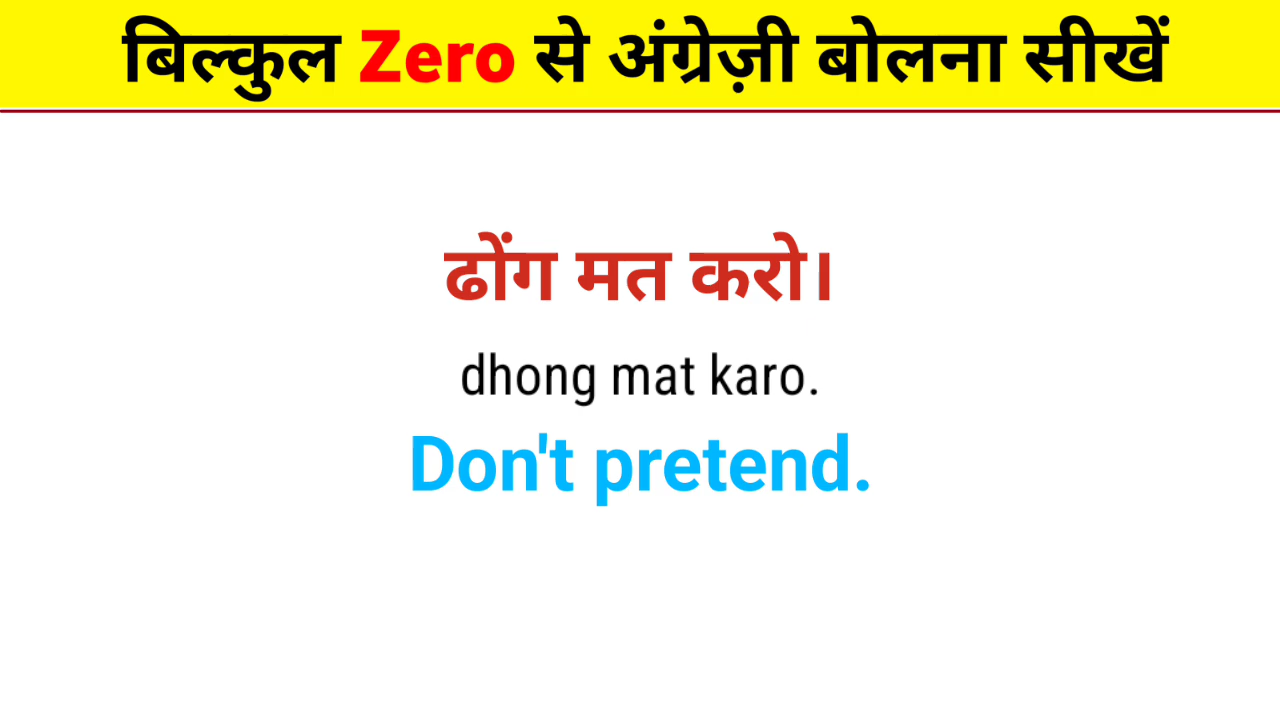 बिल्कुल Zero से अंग्रेज़ी बोलना सीखें
ढोंग मत करो।
dhong mat karo.
Don't pretend.